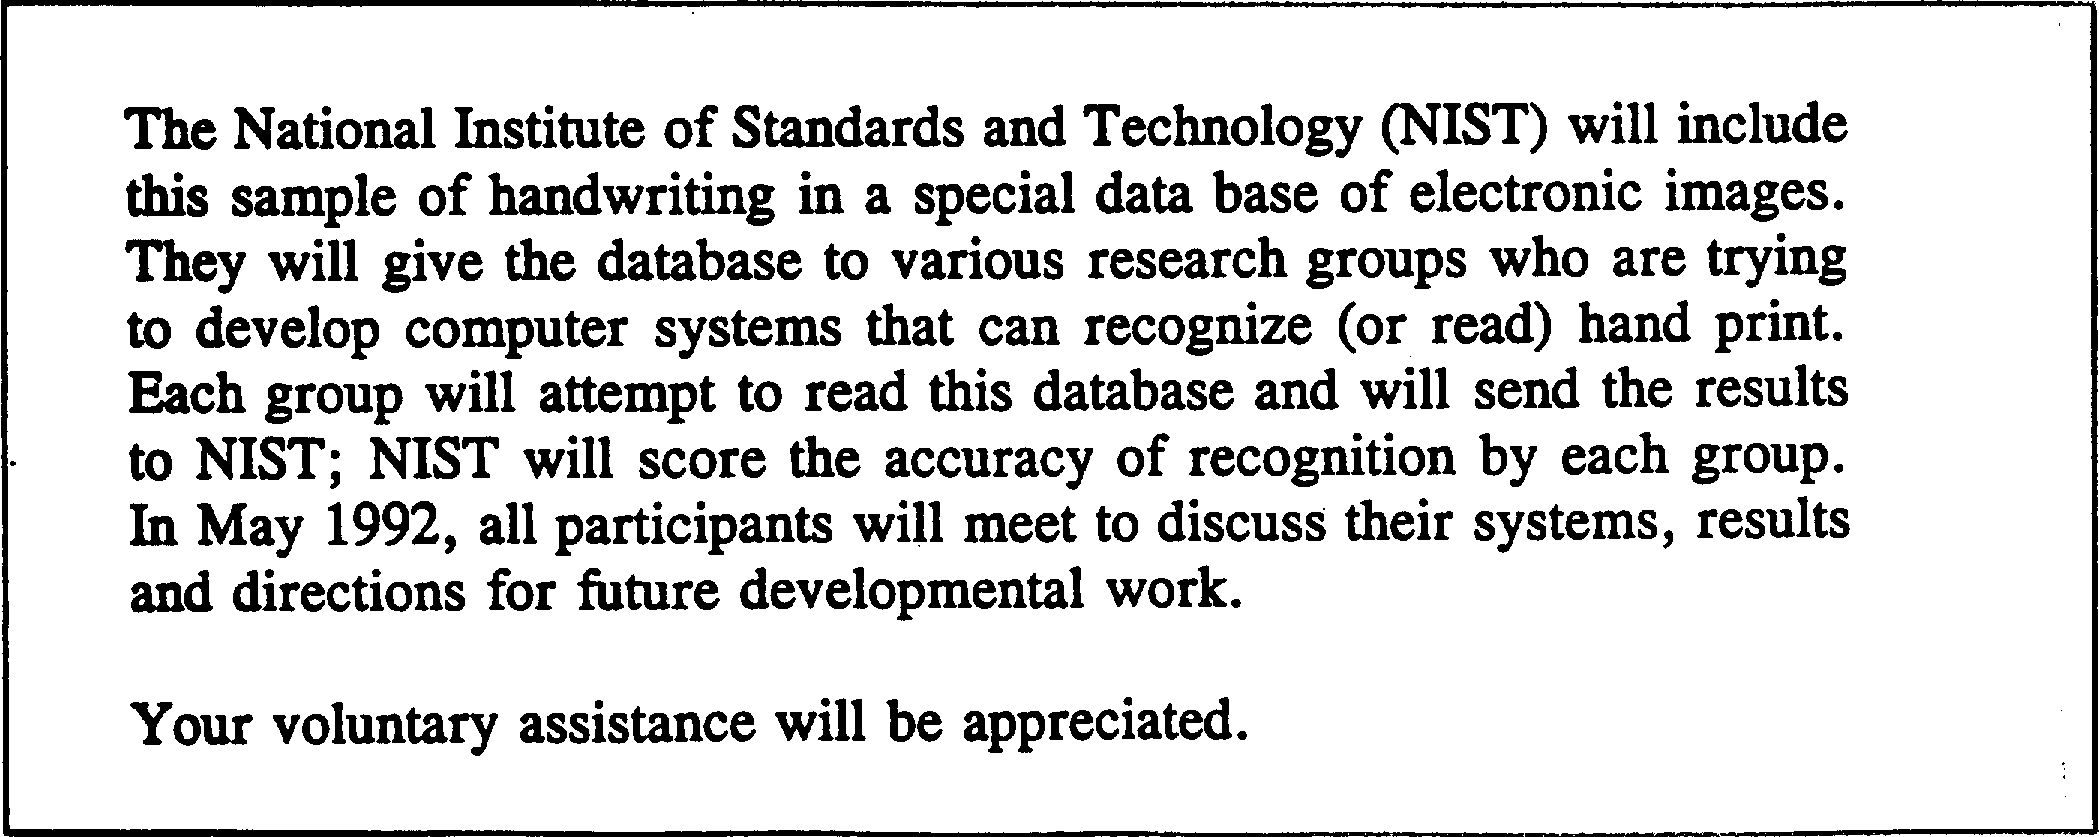 The National Institute of Standards and Technology (NIST) will include
this sample of handwriting in a special data base of electronic images.
They will give the database to various research groups who are trying
to develop computer systems that can recognize (or read) hand print.
Each group will attempt to read this database and will send the results
to NIST; NIST will score the accuracy of recognition by each group.
In May 1992, all participants will meet to discuss their systems, results
and directions for future developmental work.
Your voluntary assistance will be appreciated.